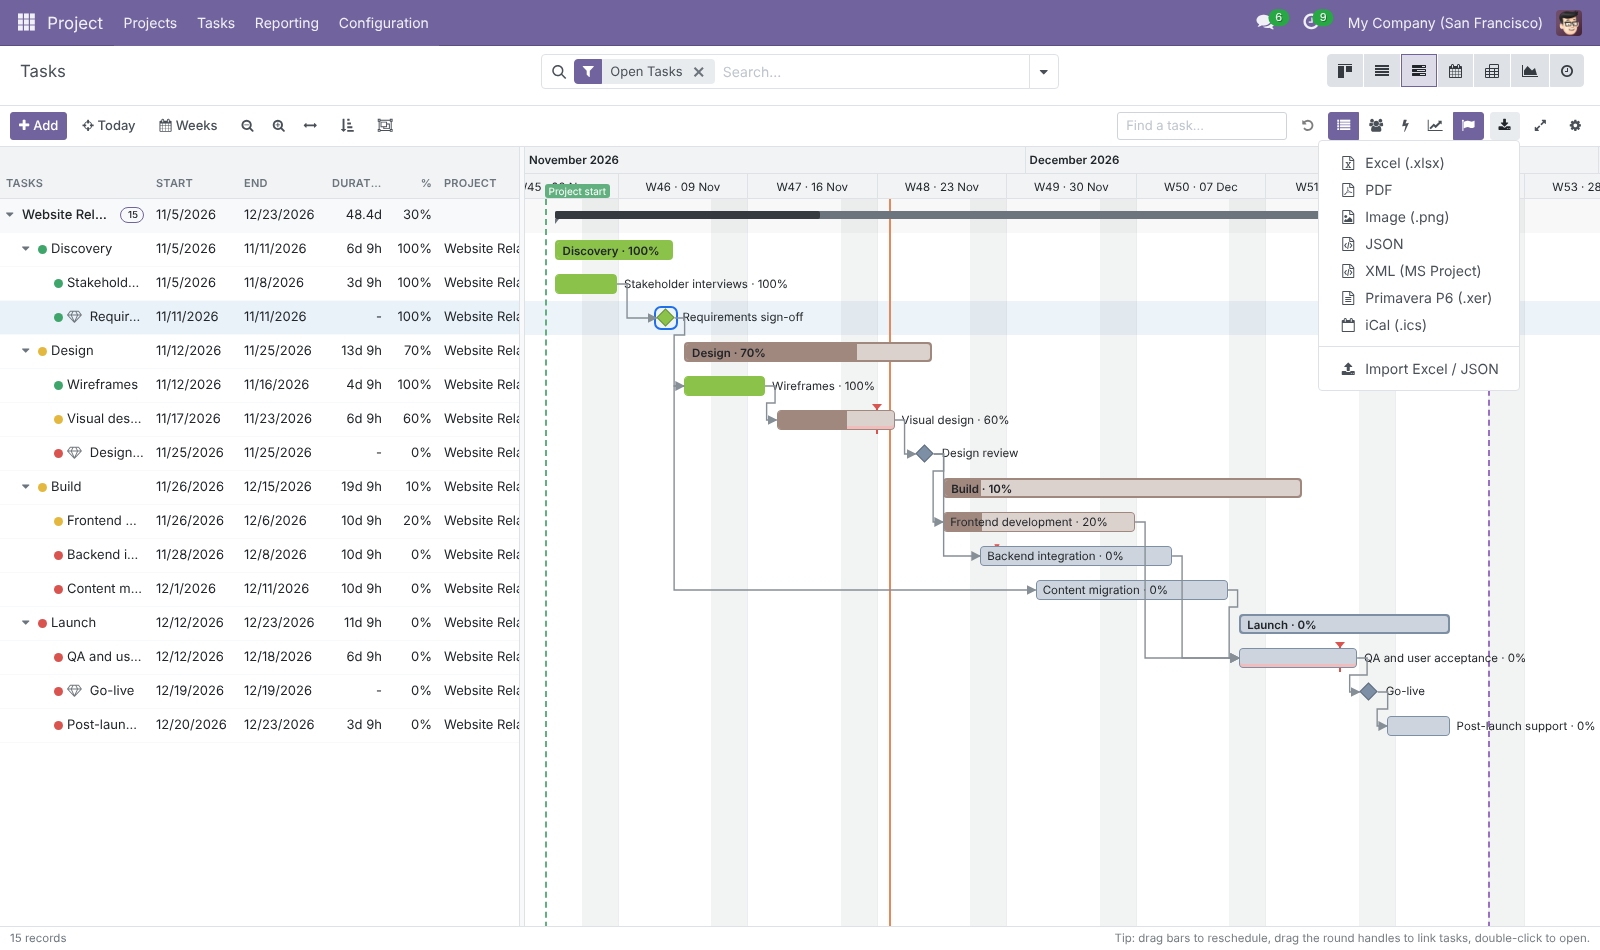 Project Projects Tasks Reporting Configuration 6 9 My Company (San Francisco)
Tasks Open Tasks Search...
Add Today Weeks Find a task...
Excel (.xlsx)
PDF
Image (.png)
JSON
XML (MS Project)
Primavera P6 (.xer)
iCal (.ics)
Import Excel / JSON
November 2026 December 2026
TASKS START END DURAT... % PROJECT
W46 · 09 Nov W47 · 16 Nov W48 · 23 Nov W49 · 30 Nov W50 · 07 Dec W51 W53 · 28
Project start
Website Rel... 15 11/5/2026 12/23/2026 48.4d 30%
Discovery 11/5/2026 11/11/2026 6d 9h 100% Website Rela
Discovery · 100%
Stakehold... 11/5/2026 11/8/2026 3d 9h 100% Website Rela
Stakeholder interviews · 100%
Requir... 11/11/2026 11/11/2026 - 100% Website Rela
Requirements sign-off
Design 11/12/2026 11/25/2026 13d 9h 70% Website Rela
Design · 70%
Wireframes 11/12/2026 11/16/2026 4d 9h 100% Website Rela
Wireframes · 100%
Visual des... 11/17/2026 11/23/2026 6d 9h 60% Website Rela
Visual design · 60%
Design... 11/25/2026 11/25/2026 - 0% Website Rela
Design review
Build 11/26/2026 12/15/2026 19d 9h 10% Website Rela
Build · 10%
Frontend ... 11/26/2026 12/6/2026 10d 9h 20% Website Rela
Frontend development · 20%
Backend i... 11/28/2026 12/8/2026 10d 9h 0% Website Rela
Backend integration · 0%
Content m... 12/1/2026 12/11/2026 10d 9h 0% Website Rela
Content migration · 0%
Launch 12/12/2026 12/23/2026 11d 9h 0% Website Rela
Launch · 0%
QA and us... 12/12/2026 12/18/2026 6d 9h 0% Website Rela
QA and user acceptance · 0%
Go-live 12/19/2026 12/19/2026 - 0% Website Rela
Go-live
Post-laun... 12/20/2026 12/23/2026 3d 9h 0% Website Rela
Post-launch support · 0%
15 records
Tip: drag bars to reschedule, drag the round handles to link tasks, double-click to open.